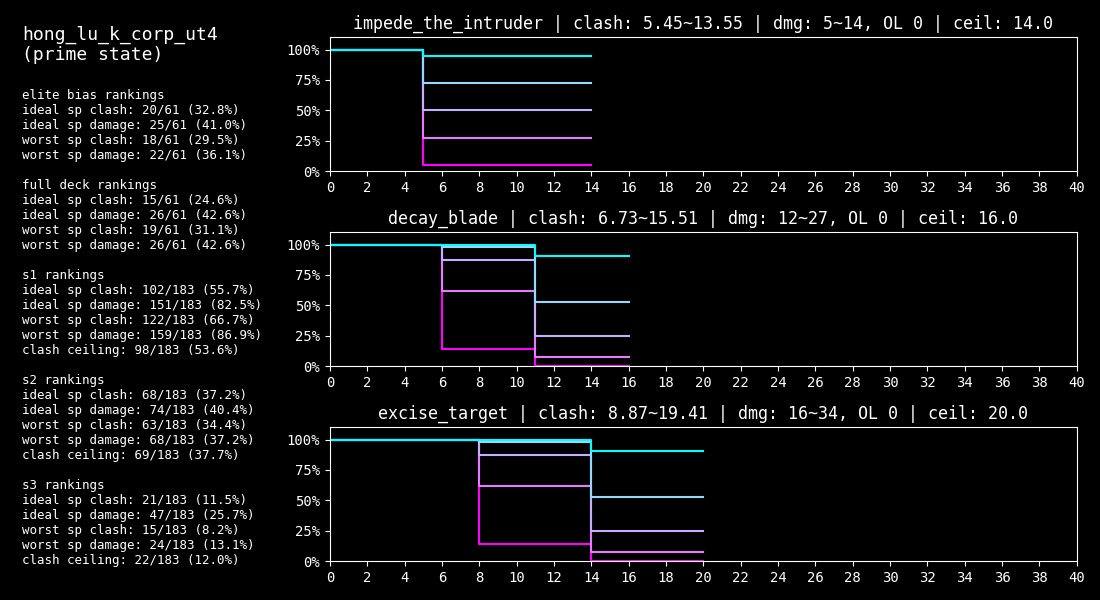 hong_lu_k_corp_ut4
(prime state)
elite bias rankings
ideal sp clash: 20/61 (32.8%)
ideal sp damage: 25/61 (41.0%)
worst sp clash: 18/61 (29.5%)
worst sp damage: 22/61 (36.1%)
full deck rankings
ideal sp clash: 15/61 (24.6%)
ideal sp damage: 26/61 (42.6%)
worst sp clash: 19/61 (31.1%)
worst sp damage: 26/61 (42.6%)
s1 rankings
ideal sp clash: 102/183 (55.7%)
ideal sp damage: 151/183 (82.5%)
worst sp clash: 122/183 (66.7%)
worst sp damage: 159/183 (86.9%)
clash ceiling: 98/183 (53.6%)
s2 rankings
ideal sp clash: 68/183 (37.2%)
ideal sp damage: 74/183 (40.4%)
worst sp clash: 63/183 (34.4%)
worst sp damage: 68/183 (37.2%)
clash ceiling: 69/183 (37.7%)
s3 rankings
ideal sp clash: 21/183 (11.5%)
ideal sp damage: 47/183 (25.7%)
worst sp clash: 15/183 (8.2%)
worst sp damage: 24/183 (13.1%)
clash ceiling: 22/183 (12.0%)
impede_the_intruder | clash: 5.45~13.55 | dmg: 5~14, OL 0 | ceil: 14.0
100%
75%
50%
25%
0%
0 2 4 6 8 10 12 14 16 18 20 22 24 26 28 30 32 34 36 38 40
decay_blade | clash: 6.73~15.51 | dmg: 12~27, OL 0 | ceil: 16.0
100%
75%
50%
25%
0%
0 2 4 6 8 10 12 14 16 18 20 22 24 26 28 30 32 34 36 38 40
excise_target | clash: 8.87~19.41 | dmg: 16~34, OL 0 | ceil: 20.0
100%
75%
50%
25%
0%
0 2 4 6 8 10 12 14 16 18 20 22 24 26 28 30 32 34 36 38 40